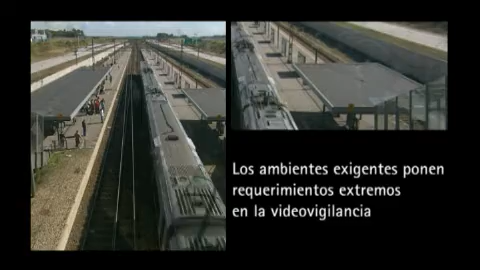 Los ambientes exigentes ponen
requerimientos extremos
en la videovigilancia